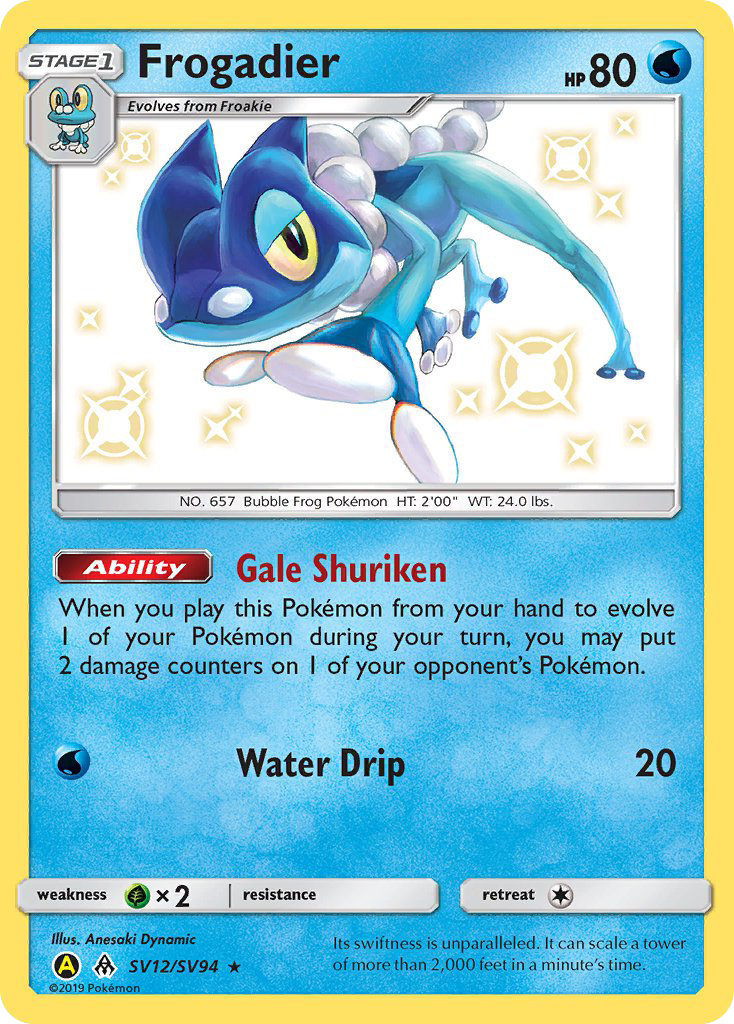 STAGE1
Frogadier
HP 80
Evolves from Froakie
NO. 657 Bubble Frog Pokémon HT: 2'00" WT: 24.0 lbs.
Ability Gale Shuriken
When you play this Pokémon from your hand to evolve
1 of your Pokémon during your turn, you may put
2 damage counters on 1 of your opponent's Pokémon.
Water Drip 20
weakness ×2 resistance retreat
Illus. Anesaki Dynamic
A SV12/SV94 ★
©2019 Pokémon
Its swiftness is unparalleled. It can scale a tower
of more than 2,000 feet in a minute's time.